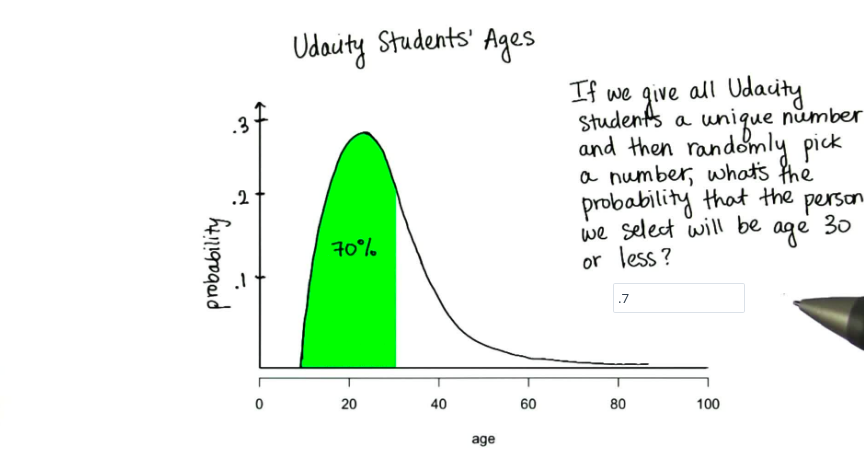 Udacity Students' Ages
If we give all Udacity
students a unique number
and then randomly pick
a number, what's the
probability that the person
we select will be age 30
or less?
.7
probability
.3
.2
.1
70%
0 20 40 60 80 100
age